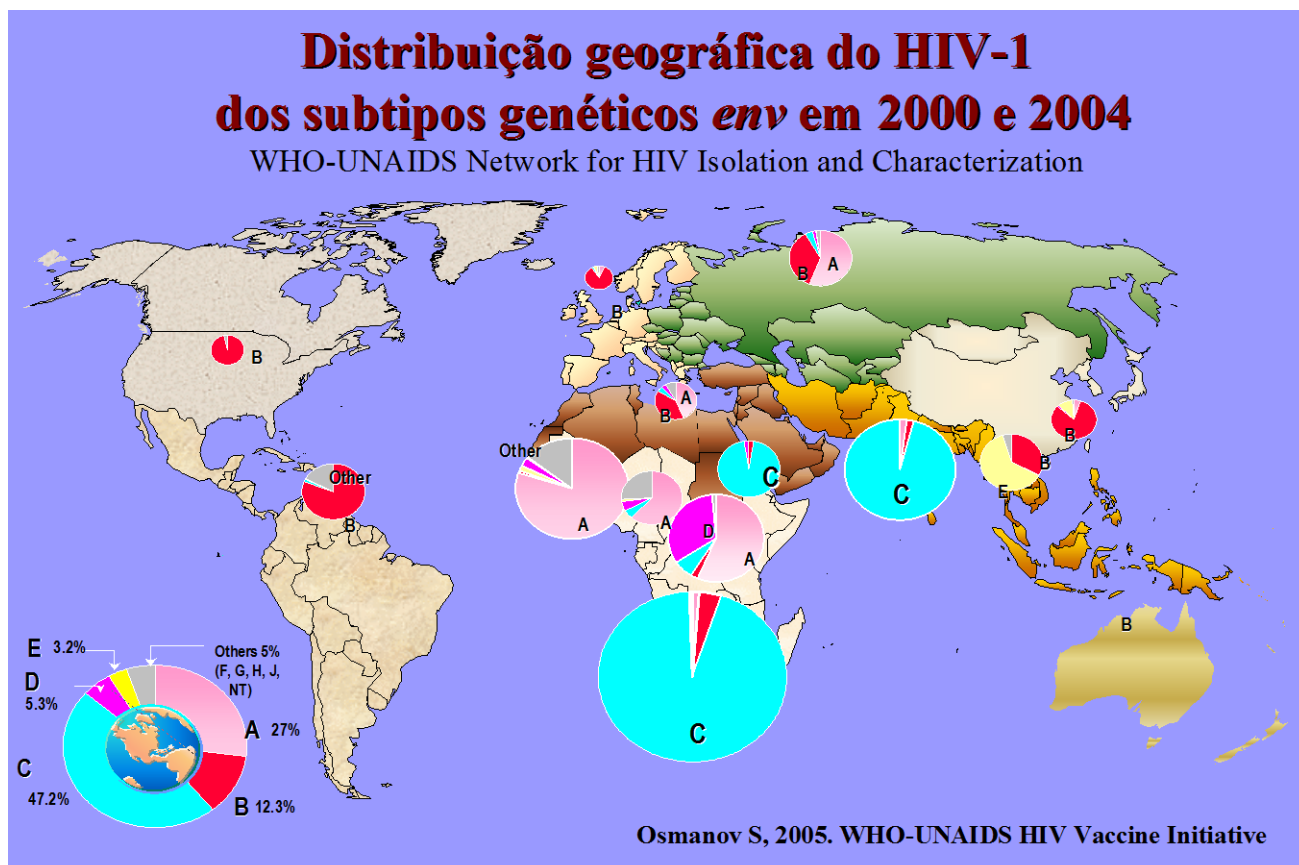 Distribuição geográfica do HIV-1
dos subtipos genéticos env em 2000 e 2004
WHO-UNAIDS Network for HIV Isolation and Characterization
B
A
B
B
A
B
B
Other
A
Other
B
C
C
B
E
A
D
A
C
B
E 3.2%
D
5.3%
Others 5%
(F, G, H, J,
NT)
A 27%
C
47.2%
B 12.3%
Osmanov S, 2005. WHO-UNAIDS HIV Vaccine Initiative